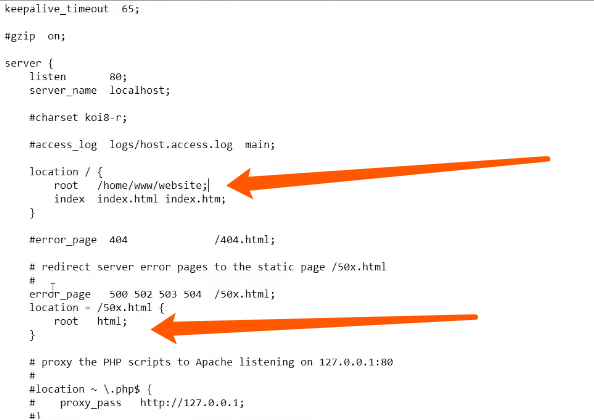 keepalive_timeout  65;
#gzip  on;
server {
    listen       80;
    server_name  localhost;
    #charset koi8-r;
    #access_log  logs/host.access.log  main;
    location / {
        root   /home/www/website;
        index  index.html index.htm;
    }
    #error_page  404              /404.html;
    # redirect server error pages to the static page /50x.html
    #
    error_page   500 502 503 504  /50x.html;
    location = /50x.html {
        root   html;
    }
    # proxy the PHP scripts to Apache listening on 127.0.0.1:80
    #
    #location ~ \.php$ {
    #    proxy_pass   http://127.0.0.1;
    #}